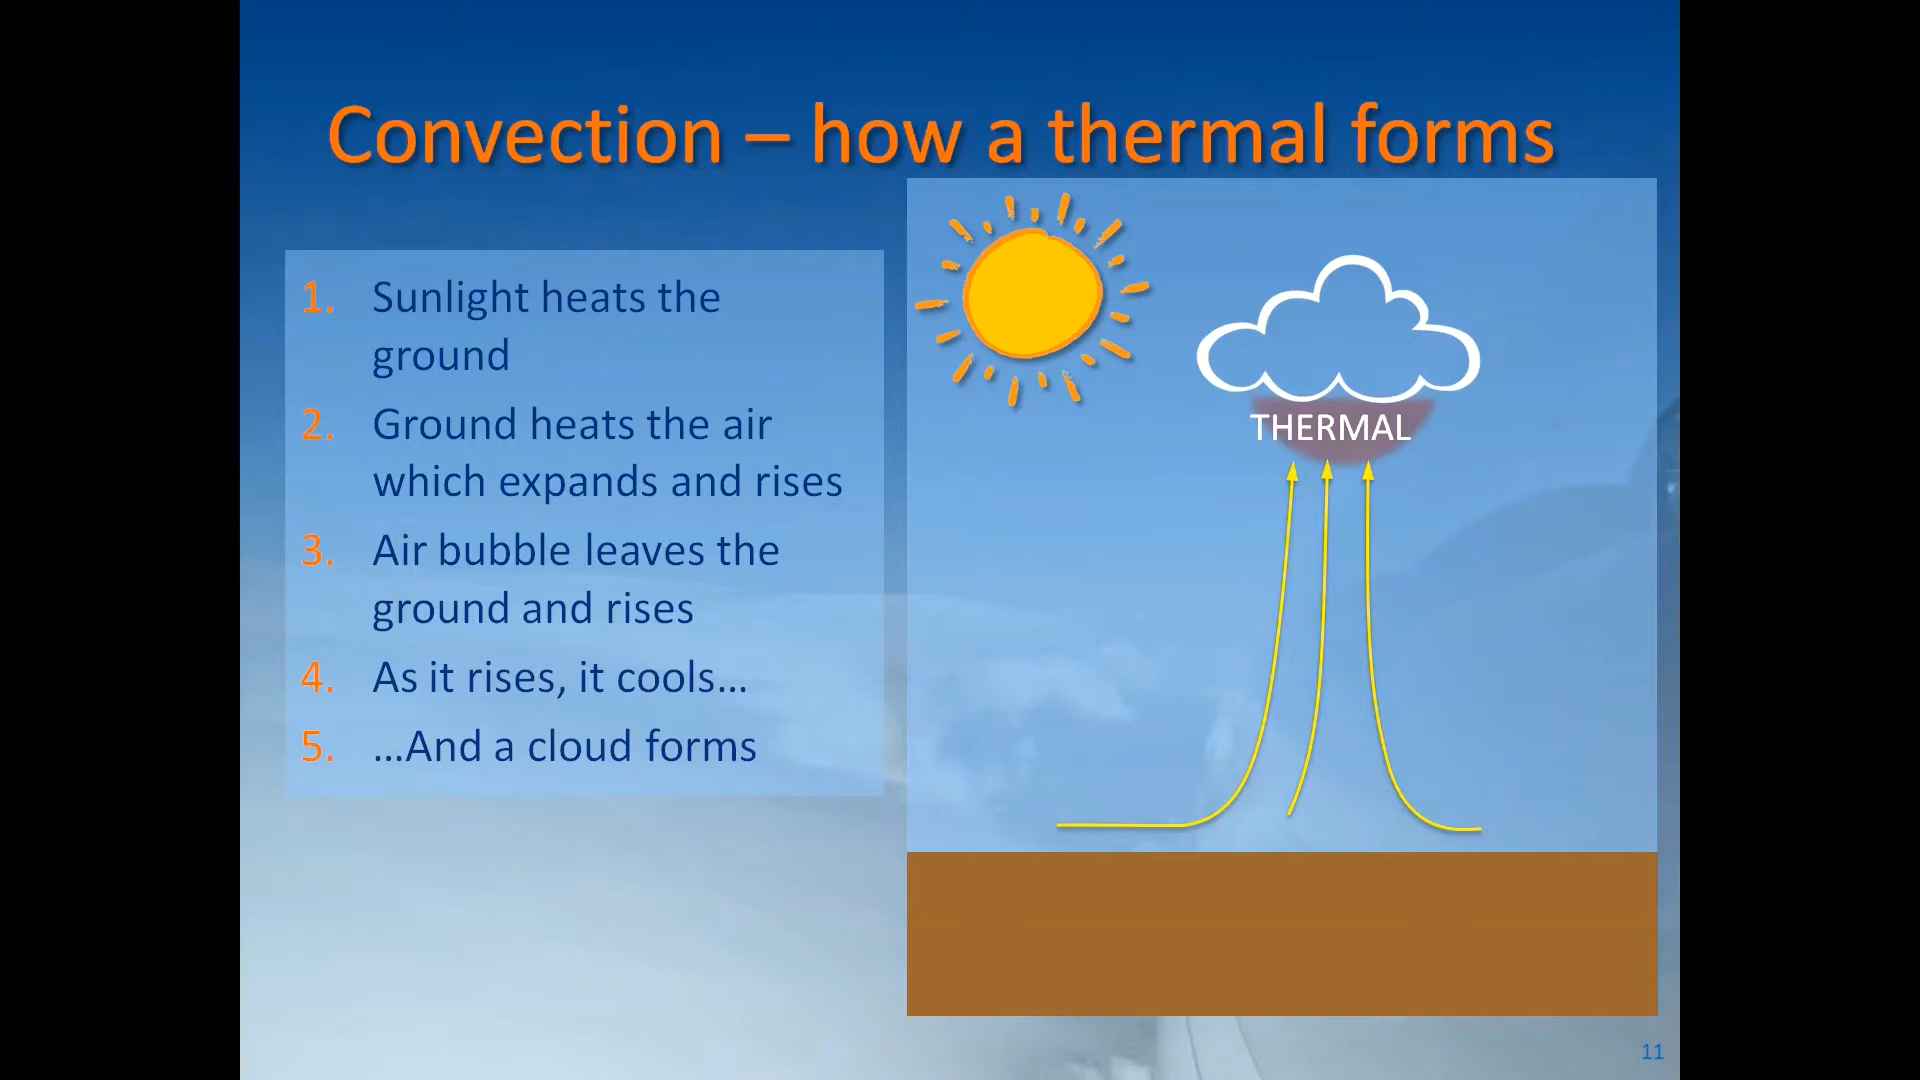 Convection – how a thermal forms
1. Sunlight heats the
ground
2. Ground heats the air
which expands and rises
3. Air bubble leaves the
ground and rises
4. As it rises, it cools…
5. …And a cloud forms
THERMAL
11